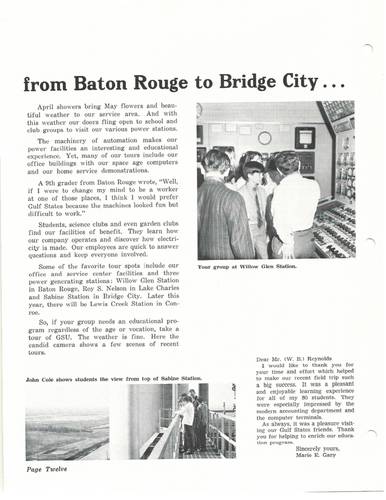 from Baton Rouge to Bridge City...
April showers bring May flowers and beau-
tiful weather to our service area. And with
this weather our doors fling open to school and
club groups to visit our various power stations.
The machinery of automation makes our
power facilities an interesting and educational
experience. Yet, many of our tours include our
office buildings with our space age computers
and our home service demonstrations.
A 9th grader from Baton Rouge wrote, "Well,
if I were to change my mind to be a worker
at one of those places, I think I would prefer
Gulf States because the machines looked fun but
difficult to work."
Students, science clubs and even garden clubs
find our facilities of benefit. They learn how
our company operates and discover how electri-
city is made. Our employees are quick to answer
questions and keep everyone involved.
Some of the favorite tour spots include our
office and service center facilities and three
power generating stations: Willow Glen Station
in Baton Rouge, Roy S. Nelson in Lake Charles
and Sabine Station in Bridge City. Later this
year, there will be Lewis Creek Station in Con-
roe.
So, if your group needs an educational pro-
gram regardless of the age or vocation, take a
tour of GSU. The weather is fine. Here the
candid camera shows a few scenes of recent
tours.
Tour group at Willow Glen Station.
John Cole shows students the view from top of Sabine Station.
Dear Mr. (W. E.) Reynolds
I would like to thank you for
your time and effort which helped
to make our recent field trip such
a big success. It was a pleasant
and enjoyable learning experience
for all of my 80 students. They
were especially impressed by the
modern accounting department and
the computer terminals.
As always, it was a pleasure visit-
ing our Gulf States friends. Thank
you for helping to enrich our educa-
tion program.
Sincerely yours,
Marie E. Gary
Page Twelve